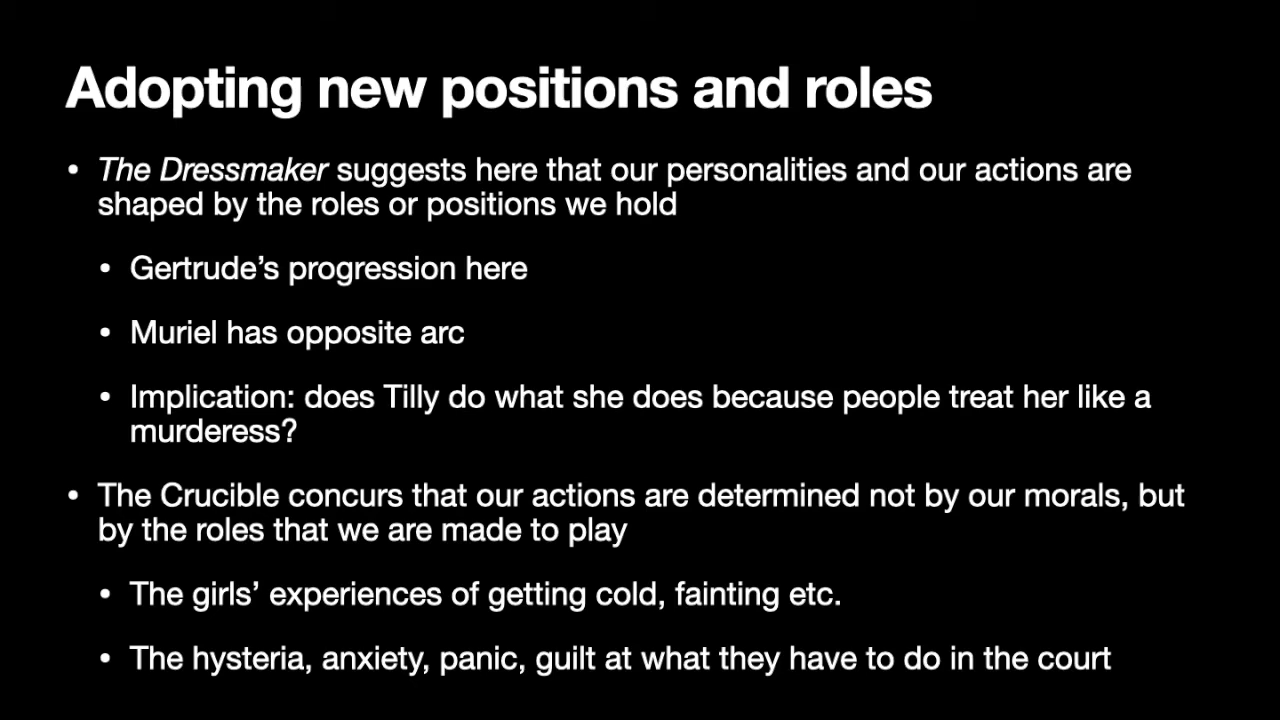 Adopting new positions and roles
• The Dressmaker suggests here that our personalities and our actions are
shaped by the roles or positions we hold
• Gertrude’s progression here
• Muriel has opposite arc
• Implication: does Tilly do what she does because people treat her like a
murderess?
• The Crucible concurs that our actions are determined not by our morals, but
by the roles that we are made to play
• The girls’ experiences of getting cold, fainting etc.
• The hysteria, anxiety, panic, guilt at what they have to do in the court